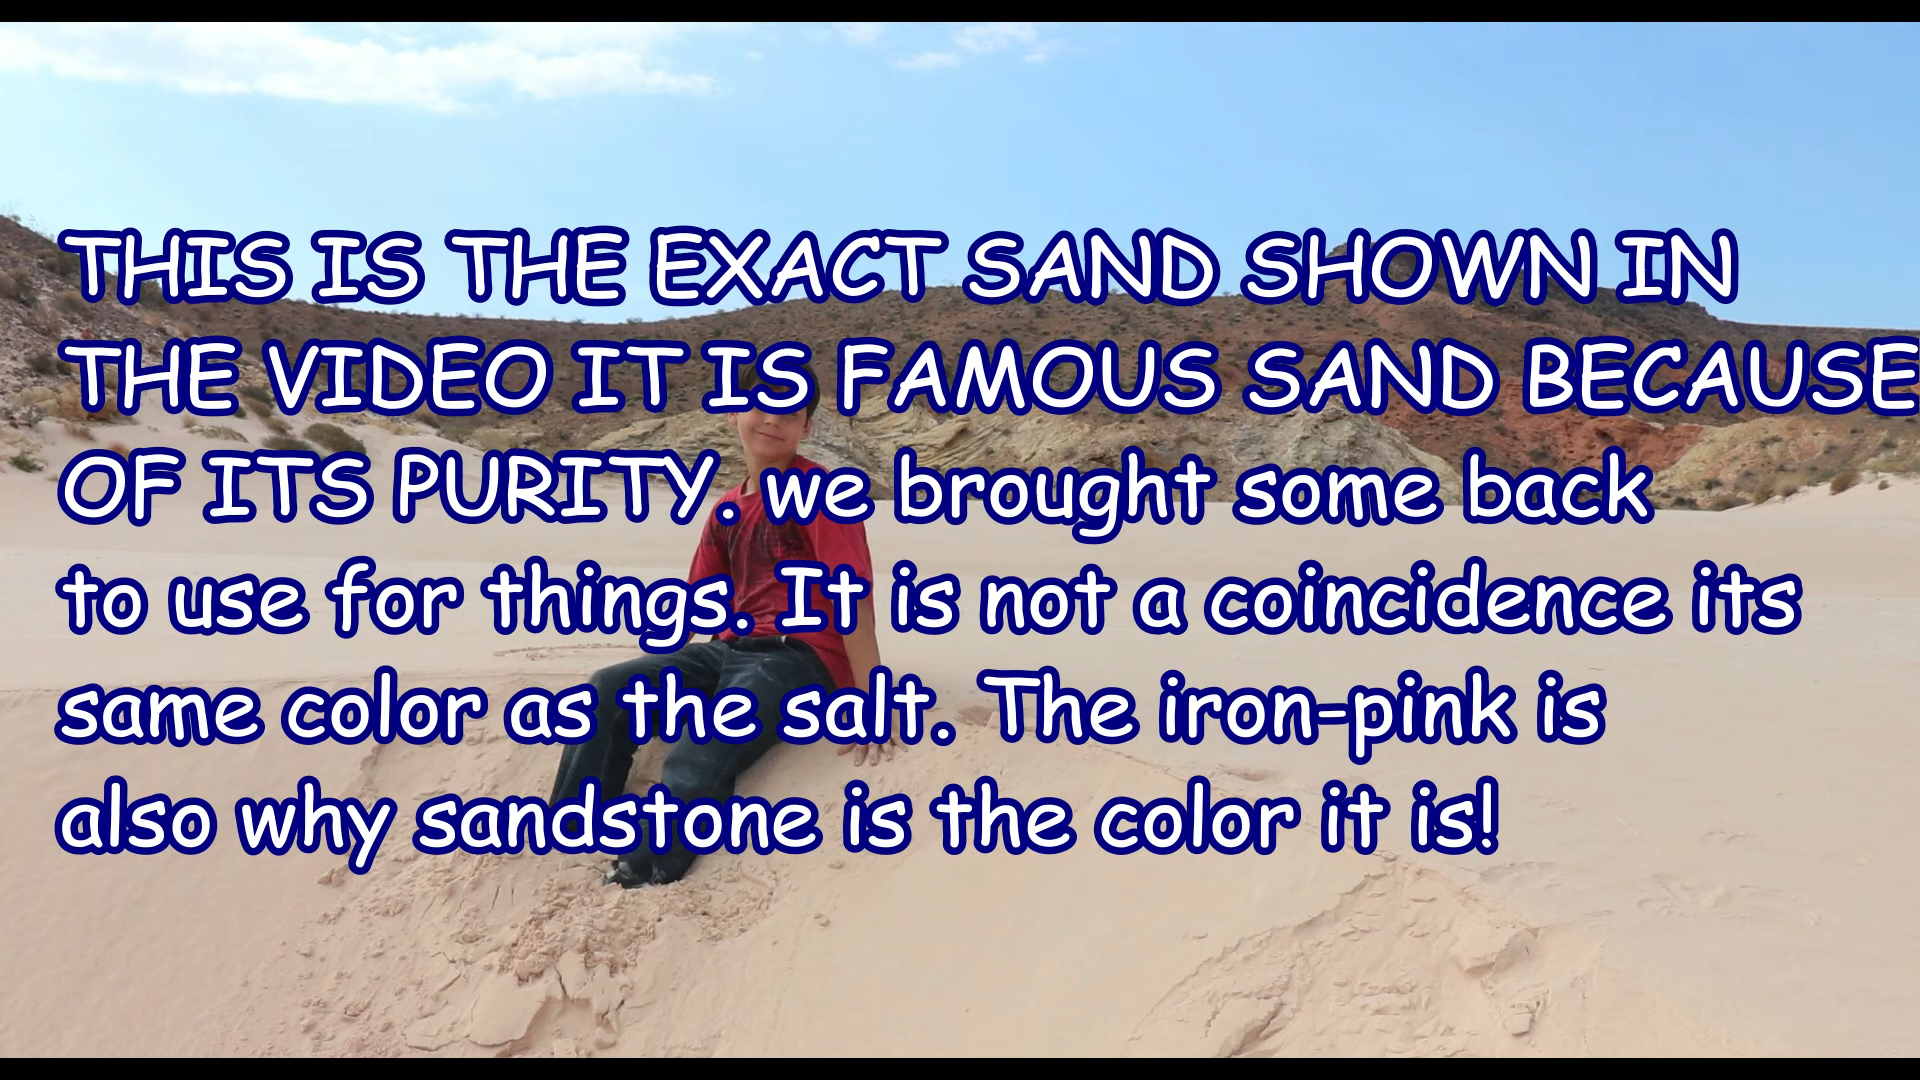 THIS IS THE EXACT SAND SHOWN IN
THE VIDEO IT IS FAMOUS SAND BECAUSE
OF ITS PURITY. we brought some back
to use for things. It is not a coincidence its
same color as the salt. The iron-pink is
also why sandstone is the color it is!